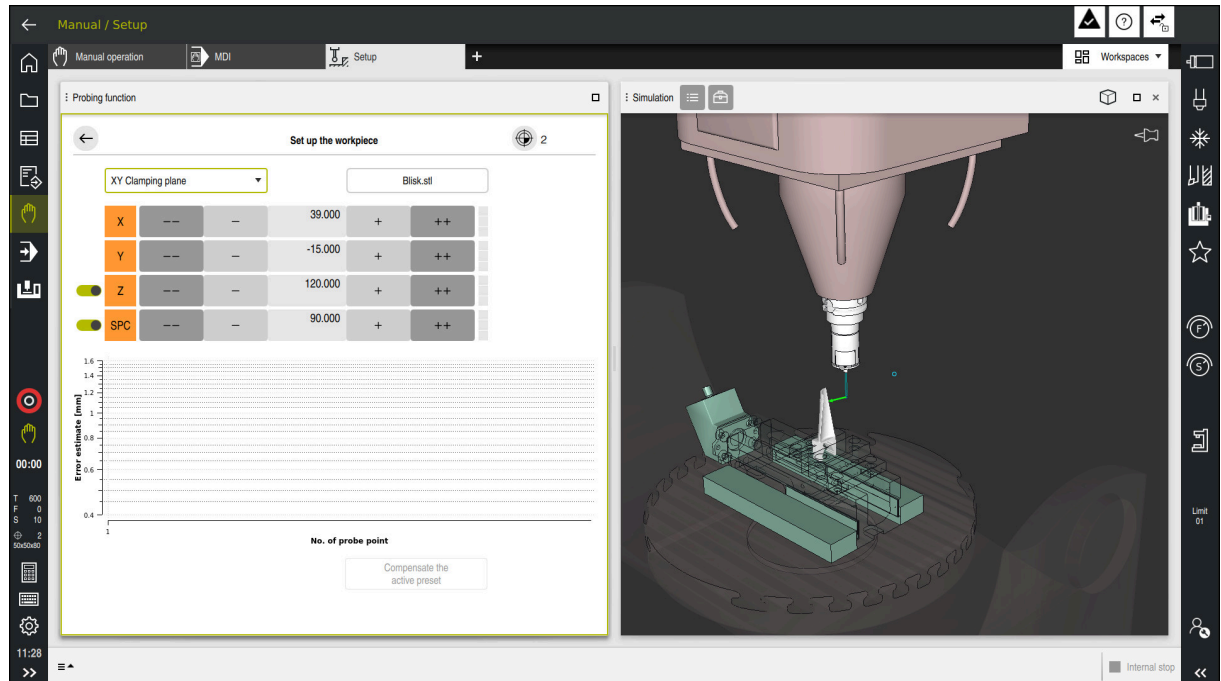 Manual / Setup
Manual operation
MDI
Setup
+
Workspaces
Probing function
Simulation
Set up the workpiece
2
XY Clamping plane
Blisk.stl
X
−−
−
39.000
+
++
Y
−−
−
-15.000
+
++
Z
−−
−
120.000
+
++
SPC
−−
−
90.000
+
++
1.6
1.4
1.2
1
0.8
0.6
0.4
Error estimate [mm]
1
No. of probe point
Compensate the
active preset
00:00
T 600
F 0
S 10
2
50x50x80
11:28
F
S
Limit
01
Internal stop